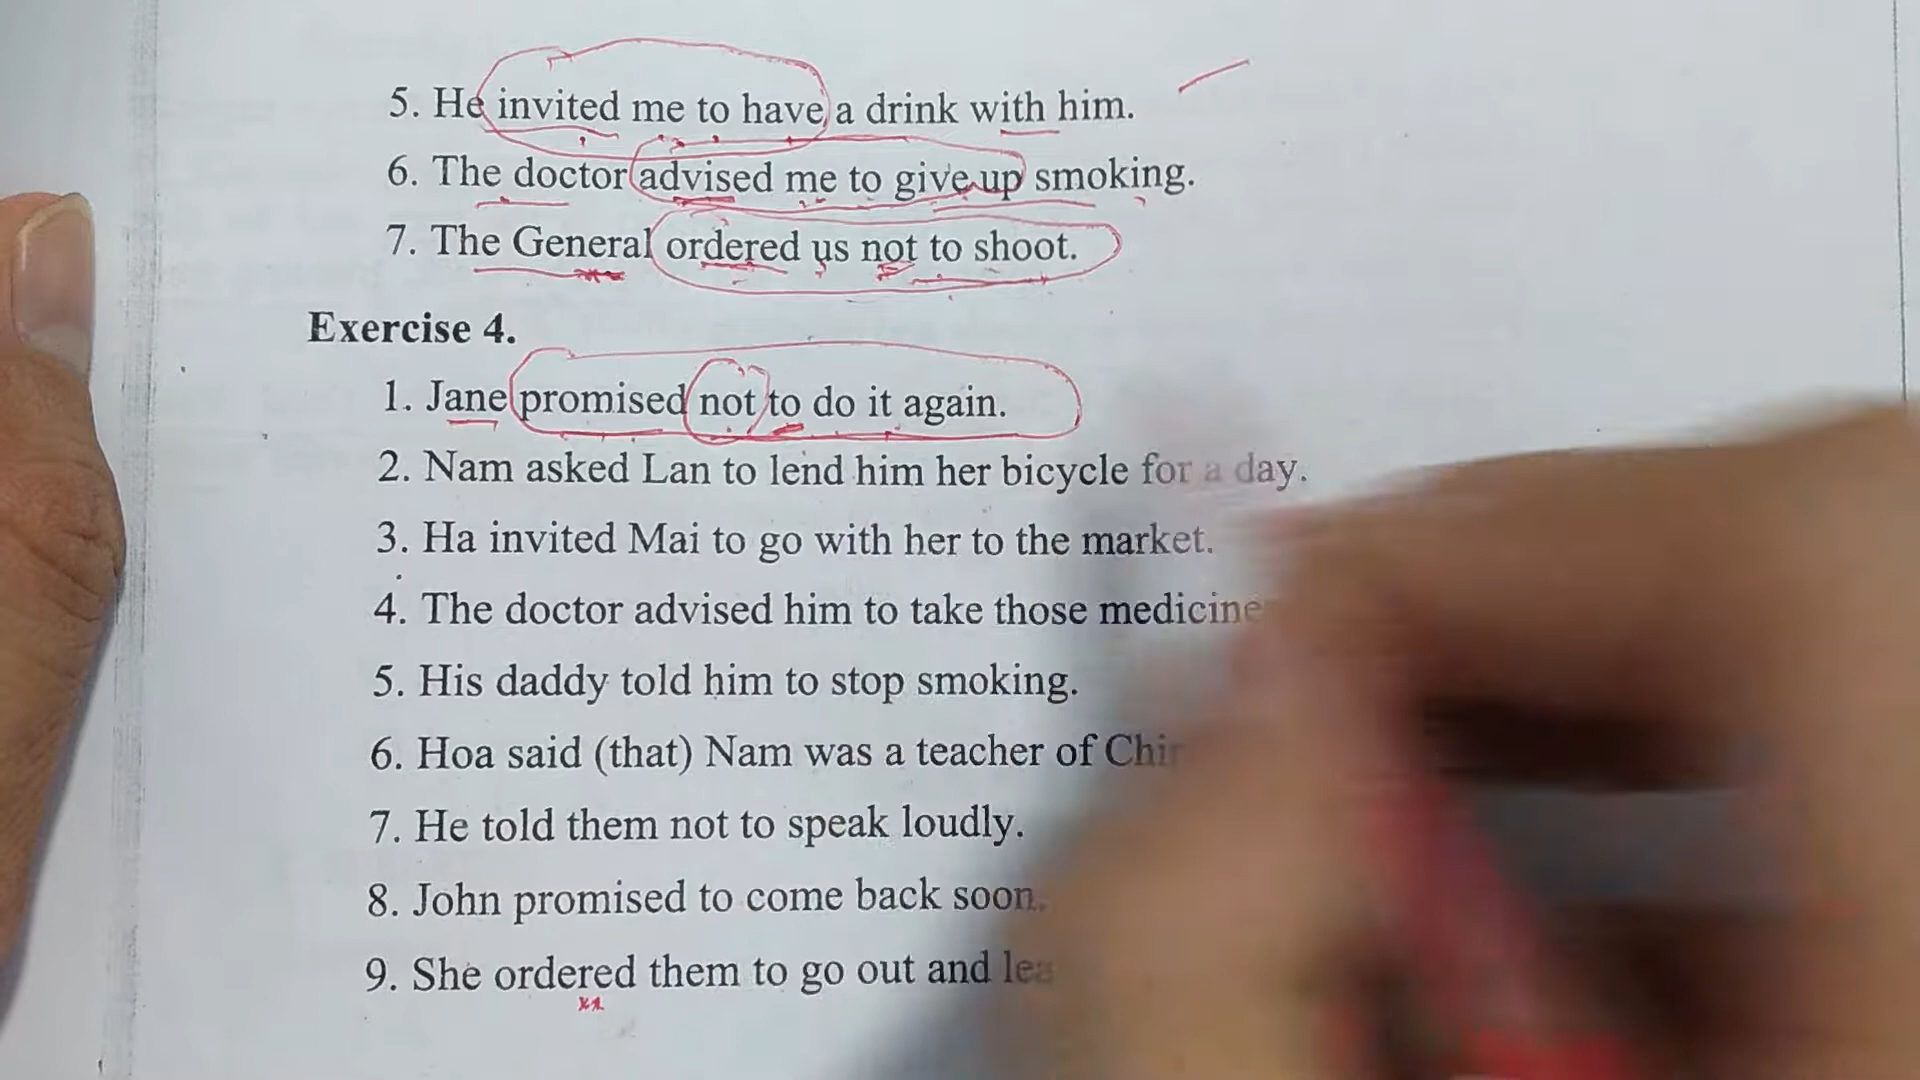 5. He invited me to have a drink with him.
6. The doctor advised me to give up smoking.
7. The General ordered us not to shoot.
Exercise 4.
1. Jane promised not to do it again.
2. Nam asked Lan to lend him her bicycle for a day.
3. Ha invited Mai to go with her to the market.
4. The doctor advised him to take those medicine
5. His daddy told him to stop smoking.
6. Hoa said (that) Nam was a teacher of
7. He told them not to speak loudly.
8. John promised to come back soon.
9. She ordered them to go out and